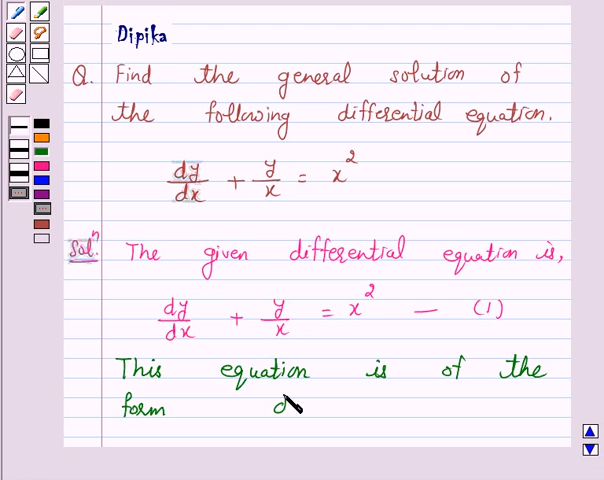 Dipika
Q. Find the general solution of
the following differential equation.
dy/dx + y/x = x²
Solⁿ. The given differential equation is,
dy/dx + y/x = x² — (1)
This equation is of the
form d